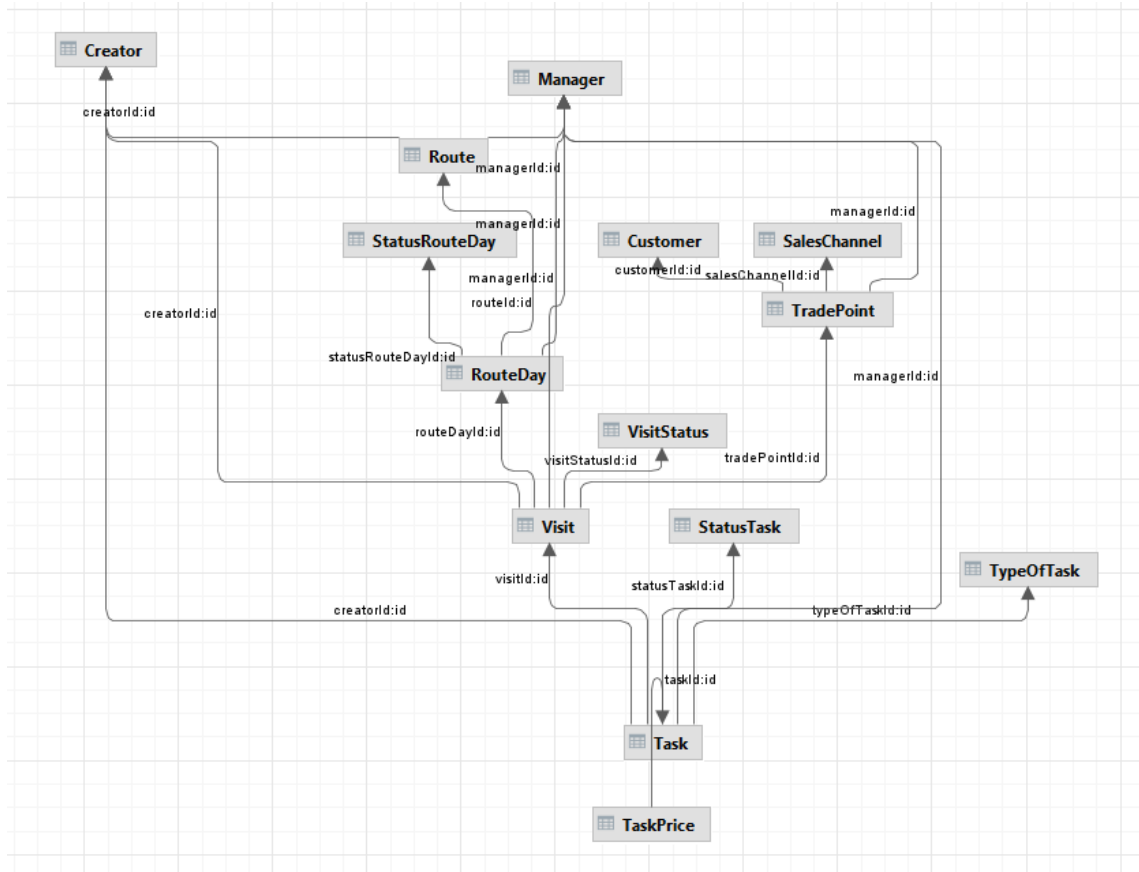 Creator
Manager
creatorId:id
Route
managerId:id
managerId:id
managerId:id
StatusRouteDay
Customer
SalesChannel
managerId:id
customerId:id
salesChannelId:id
routeId:id
creatorId:id
TradePoint
statusRouteDayId:id
RouteDay
managerId:id
routeDayId:id
VisitStatus
visitStatusId:id
tradePointId:id
Visit
StatusTask
TypeOfTask
visitId:id
statusTaskId:id
creatorId:id
typeOfTaskId:id
taskId:id
Task
TaskPrice